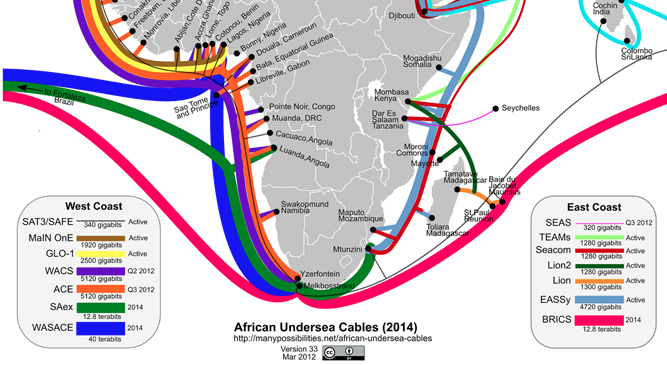 Conakry
Freetown,
Monrovia, Liberia
Abijan, Cote D
Accra, Ghana
Lome, Togo
Cotonou, Benin
Lagos, Nigeria
Bonny, Nigeria
Douala, Cameroun
Bata, Equatorial Guinea
Libreville, Gabon
Sao Tome
and Principe
to Fortaleza
Brazil
Pointe Noir, Congo
Muanda, DRC
Cacuaco, Angola
Luanda, Angola
Swakopmund
Namibia
Yzerfontein
Melkbosstrand
Mtunzini
Maputo
Mozambique
Toliara
Madagascar
Djibouti
Mogadishu
Somalia
Mombasa
Kenya
Dar Es
Salaam
Tanzania
Seychelles
Moroni
Comores
Mayotte
Tamatave
Madagascar
Baie du
Jacobet
Mauritius
St Paul
Reunion
Cochin
India
Colombo
SriLanka
West Coast
SAT3/SAFE Active
340 gigabits
MaIN OnE Active
1920 gigabits
GLO-1 Active
2500 gigabits
WACS Q2 2012
5120 gigabits
ACE Q3 2012
5120 gigabits
SAex 2014
12.8 terabits
WASACE 2014
40 terabits
African Undersea Cables (2014)
http://manypossibilities.net/african-undersea-cables
Version 33
Mar 2012
cc
BY
East Coast
SEAS Q3 2012
320 gigabits
TEAMs Active
1280 gigabits
Seacom Active
1280 gigabits
Lion2 Active
1280 gigabits
Lion Active
1300 gigabits
EASSy Active
4720 gigabits
BRICS 2014
12.8 terabits